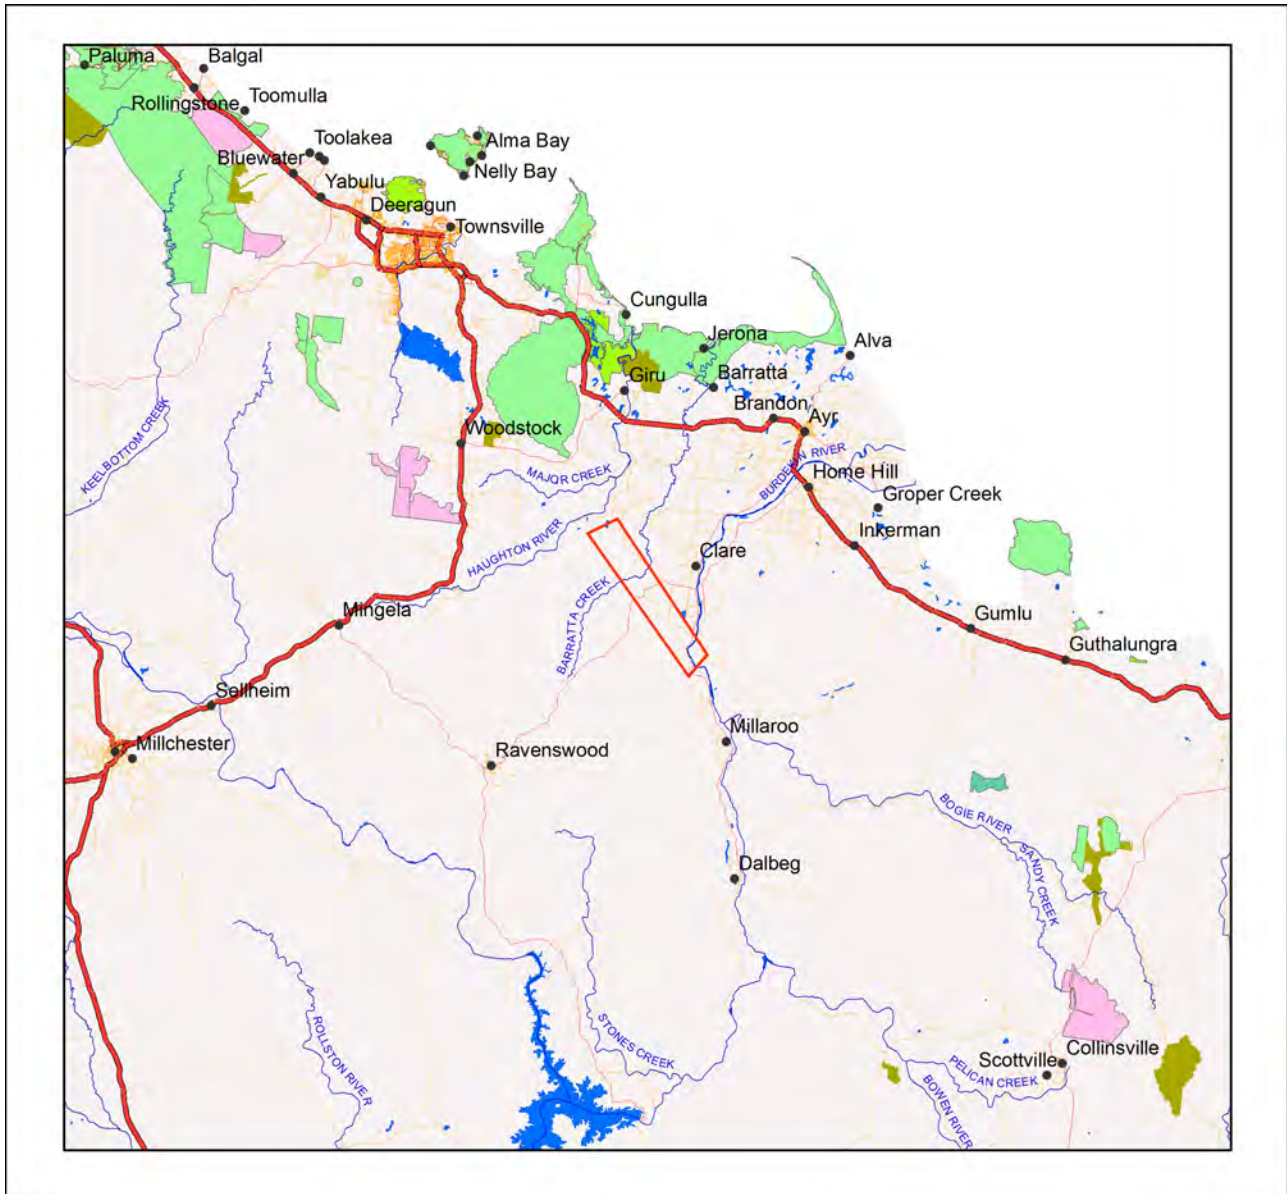 Paluma
Balgal
Rollingstone
Toomulla
Toolakea
Alma Bay
Bluewater
Nelly Bay
Yabulu
Deeragun
Townsville
Cungulla
Jerona
Alva
Giru
Barratta
Brandon
Ayr
Woodstock
KEELBOTTOM CREEK
MAJOR CREEK
BURDEKIN RIVER
Home Hill
Groper Creek
Inkerman
HAUGHTON RIVER
Clare
Mingela
BARRATTA CREEK
Gumlu
Guthalungra
Sellheim
Millchester
Ravenswood
Millaroo
BOGIE RIVER
SANDY CREEK
Dalbeg
ROLLSTON RIVER
STONES CREEK
Scottville
Collinsville
PELICAN CREEK
BOWEN RIVER